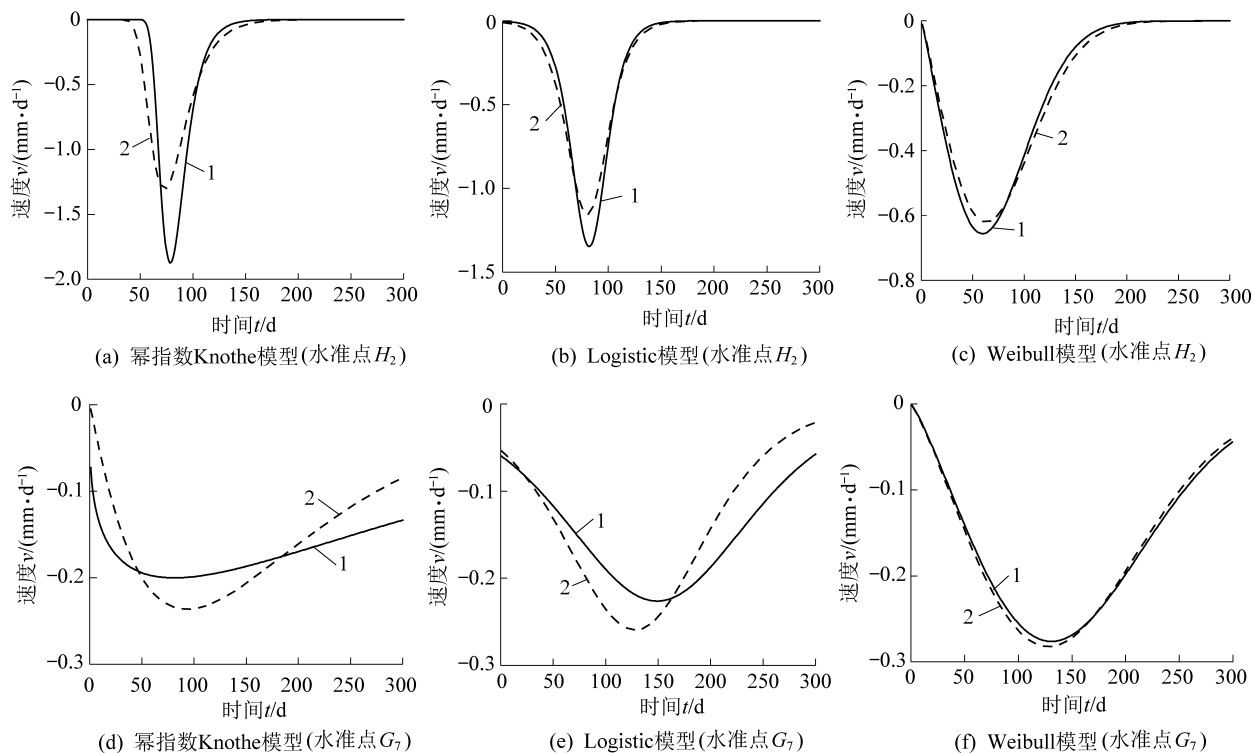 0
−0.5
−1.0
−1.5
−2.0
速度v/(mm·d⁻¹)
2
1
0 50 100 150 200 250 300
时间t/d
(a) 幂指数Knothe模型(水准点H₂)
0
−0.5
−1.0
−1.5
速度v/(mm·d⁻¹)
2
1
0 50 100 150 200 250 300
时间t/d
(b) Logistic模型(水准点H₂)
0
−0.2
−0.4
−0.6
−0.8
速度v/(mm·d⁻¹)
2
1
0 50 100 150 200 250 300
时间t/d
(c) Weibull模型(水准点H₂)
0
−0.1
−0.2
−0.3
速度v/(mm·d⁻¹)
2
1
0 50 100 150 200 250 300
时间t/d
(d) 幂指数Knothe模型(水准点G₇)
0
−0.1
−0.2
−0.3
速度v/(mm·d⁻¹)
1
2
0 50 100 150 200 250 300
时间t/d
(e) Logistic模型(水准点G₇)
0
−0.1
−0.2
−0.3
速度v/(mm·d⁻¹)
1
2
0 50 100 150 200 250 300
时间t/d
(f) Weibull模型(水准点G₇)